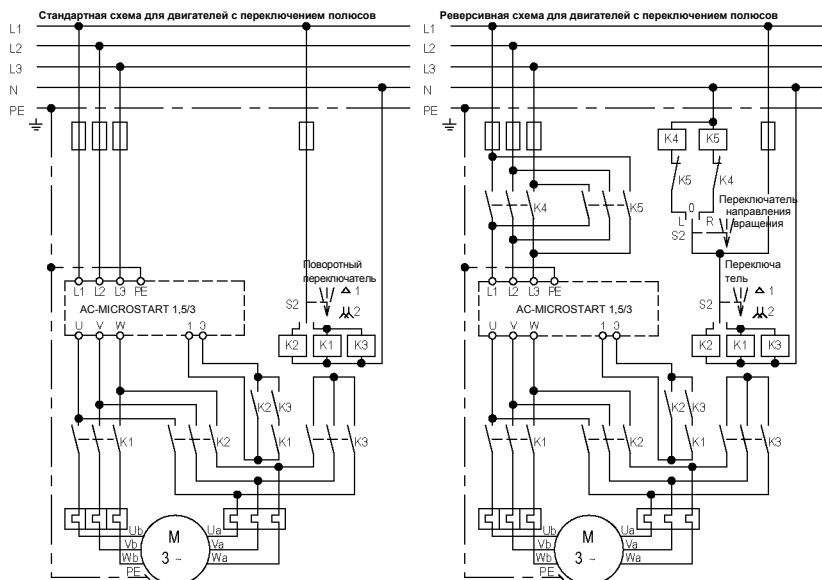 Стандартная схема для двигателей с переключением полюсов
L1
L2
L3
N
PE
Поворотный
переключатель
L1 L2 L3 PE
AC-MICROSTART 1,5/3
U V W 1 3
S2
1
2
K2 K1 K3
K2 K3
K1 K2 K1 K3
Ub Ua
Vb Va
Wb Wa
PE
M
3 ~
Реверсивная схема для двигателей с переключением полюсов
L1
L2
L3
N
PE
K4 K5
K5 K4
K4 K5
L 0 R
S2
Переключатель
направления
вращения
Переключа
тель
L1 L2 L3 PE
AC-MICROSTART 1,5/3
U V W 1 3
S2
1
2
K2 K1 K3
K2 K3
K1 K2 K1 K3
Ub Ua
Vb Va
Wb Wa
PE
M
3 ~